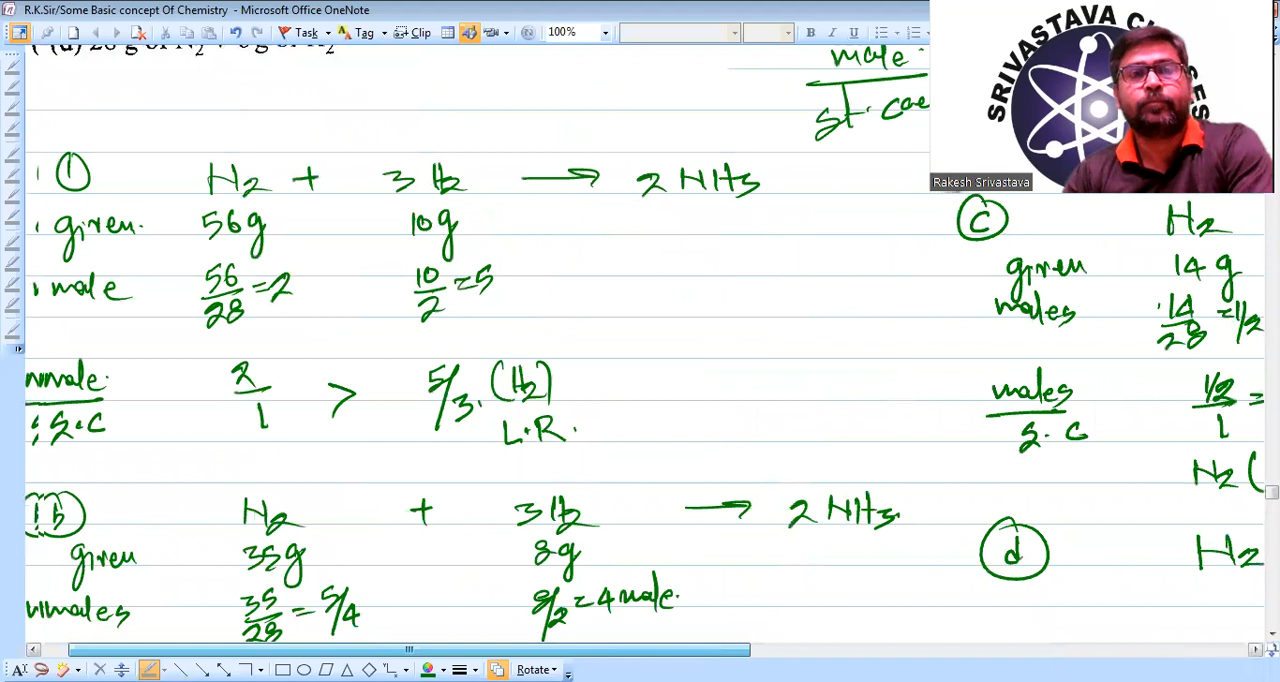 R.K.Sir/Some Basic concept Of Chemistry - Microsoft Office OneNote
Task Tag Clip 100% B I U
mole
st. coe
SRIVASTAVA CLASSES
Rakesh Srivastava
① H2 + 3H2 → 2NH3
given. 56g 10g
mole 56/28 = 2 10/2 = 5
mole / S.C 2/1 > 5/3. (H2)
L.R.
b H2 + 3H2 → 2NH3
given 35g 8g
moles 35/28 = 5/4 8/2 = 4 mole.
c H2
given 14 g
moles 14/28 = 1/2
moles / S.C 1/2 / 1 =
H2 (
d H2
Rotate